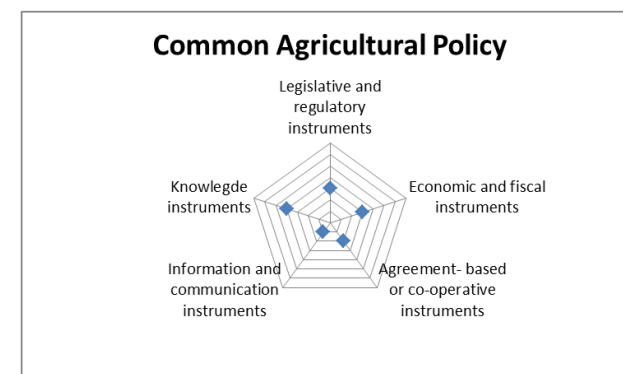 Common Agricultural Policy
Legislative and
regulatory
instruments
Knowlegde
instruments
Economic and fiscal
instruments
Information and
communication
instruments
Agreement- based
or co-operative
instruments